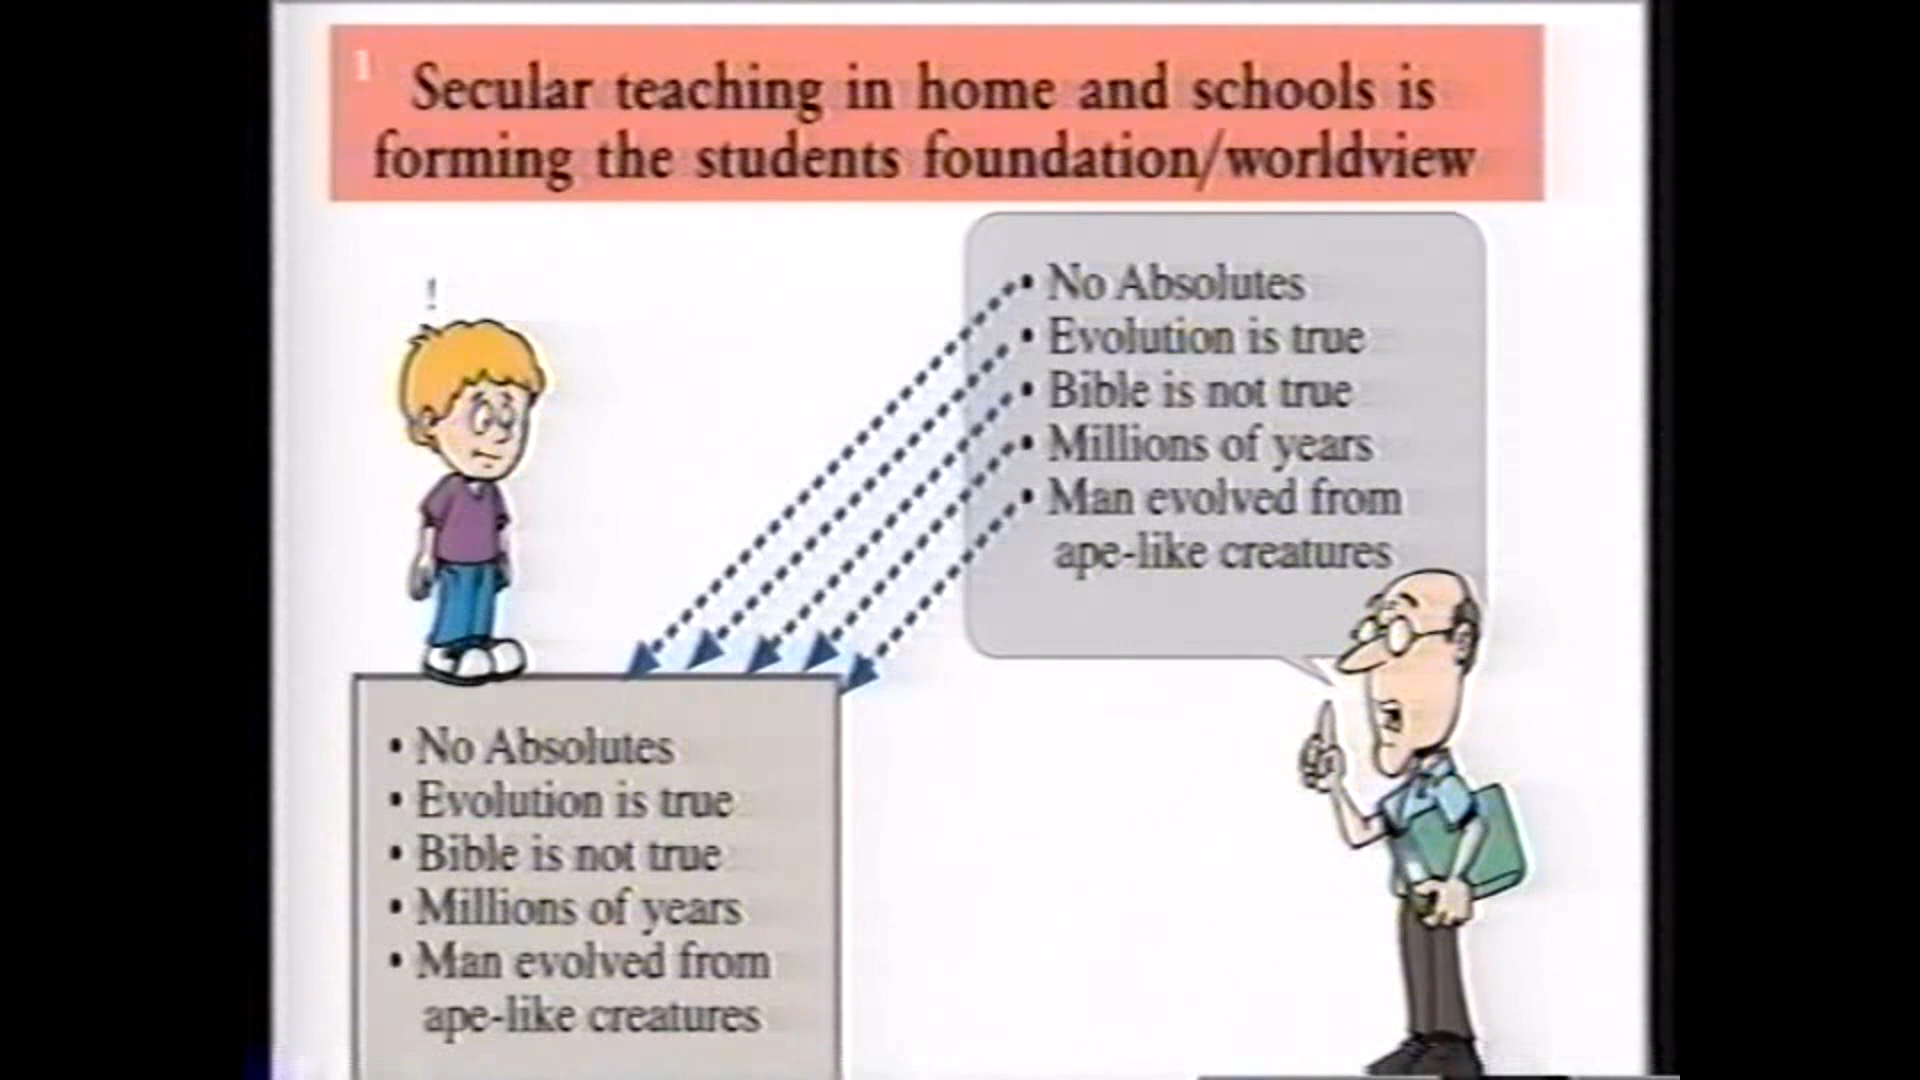 1
Secular teaching in home and schools is
forming the students foundation/worldview
!
• No Absolutes
• Evolution is true
• Bible is not true
• Millions of years
• Man evolved from
ape-like creatures
• No Absolutes
• Evolution is true
• Bible is not true
• Millions of years
• Man evolved from
ape-like creatures